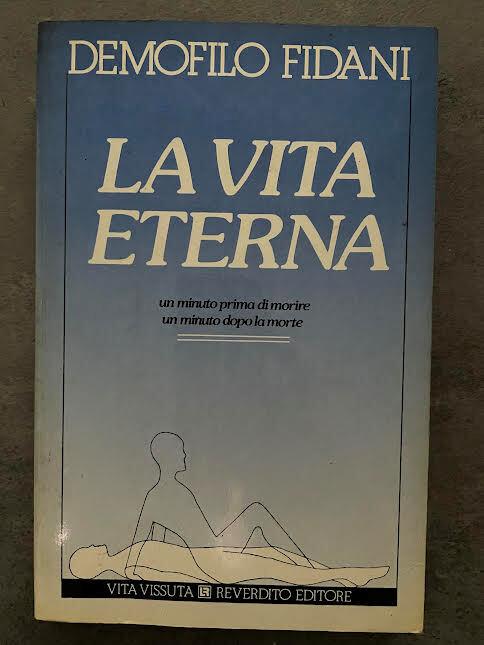 DEMOFILO FIDANI
LA VITA
ETERNA
un minuto prima di morire
un minuto dopo la morte
VITA VISSUTA LR REVERDITO EDITORE